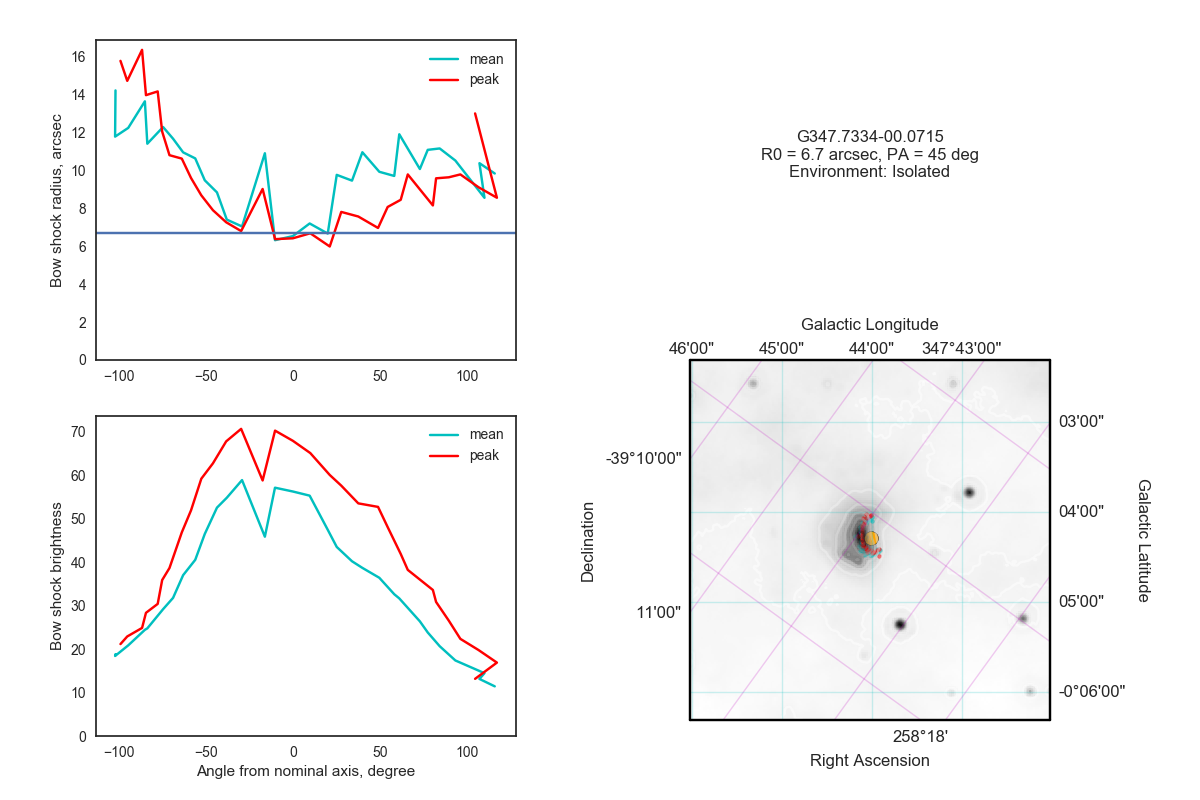 16
14
12
10
8
6
4
2
0
Bow shock radius, arcsec
mean
peak
−100
−50
0
50
100
70
60
50
40
30
20
10
0
Bow shock brightness
mean
peak
−100
−50
0
50
100
Angle from nominal axis, degree
G347.7334-00.0715
R0 = 6.7 arcsec, PA = 45 deg
Environment: Isolated
Galactic Longitude
46'00" 45'00" 44'00" 347°43'00"
03'00"
04'00"
05'00"
-0°06'00"
Galactic Latitude
-39°10'00"
11'00"
Declination
258°18'
Right Ascension